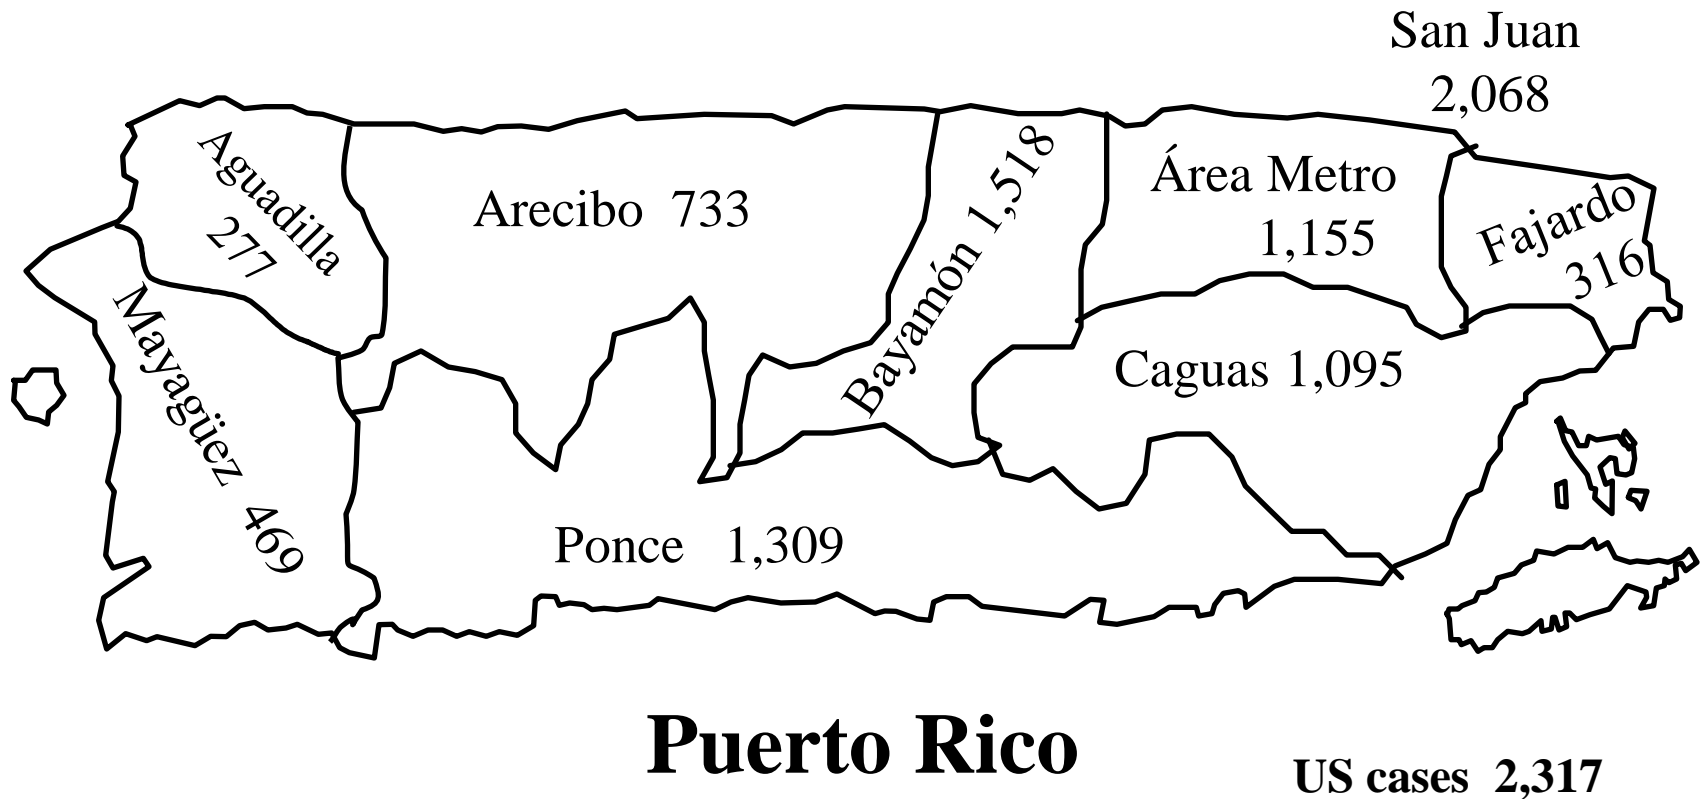 San Juan
2,068
Aguadilla
277
Arecibo 733
Bayamón 1,518
Área Metro
1,155
Fajardo
316
Mayagüez 469
Caguas 1,095
Ponce 1,309
Puerto Rico
US cases 2,317